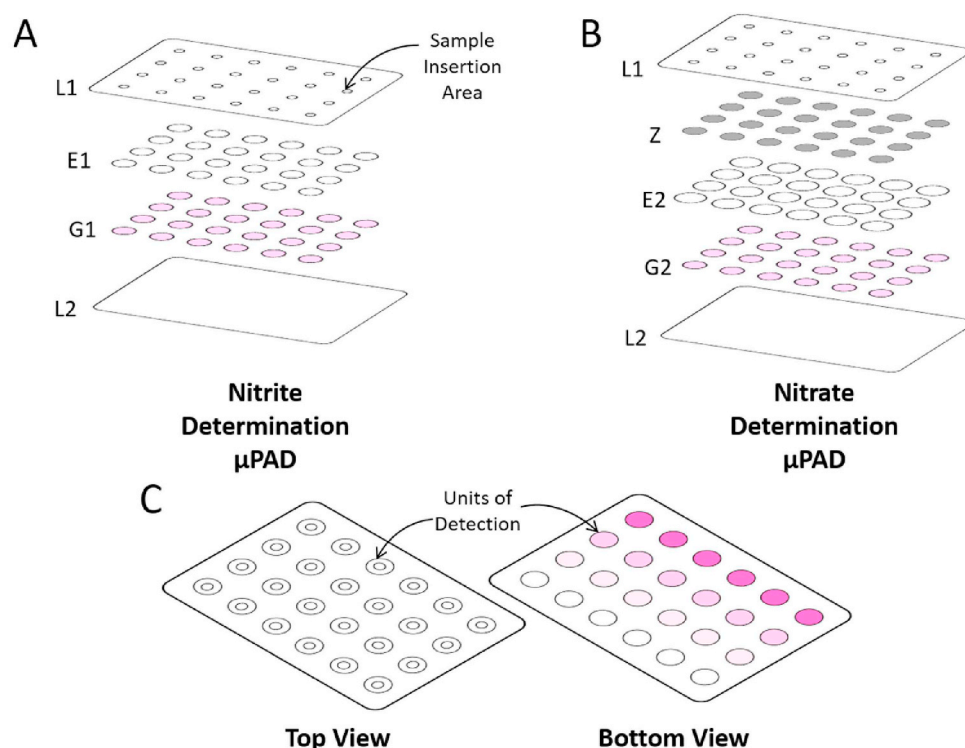 A
L1
Sample
Insertion
Area
E1
G1
L2
Nitrite
Determination
μPAD
B
L1
Z
E2
G2
L2
Nitrate
Determination
μPAD
C
Units of
Detection
Top View
Bottom View